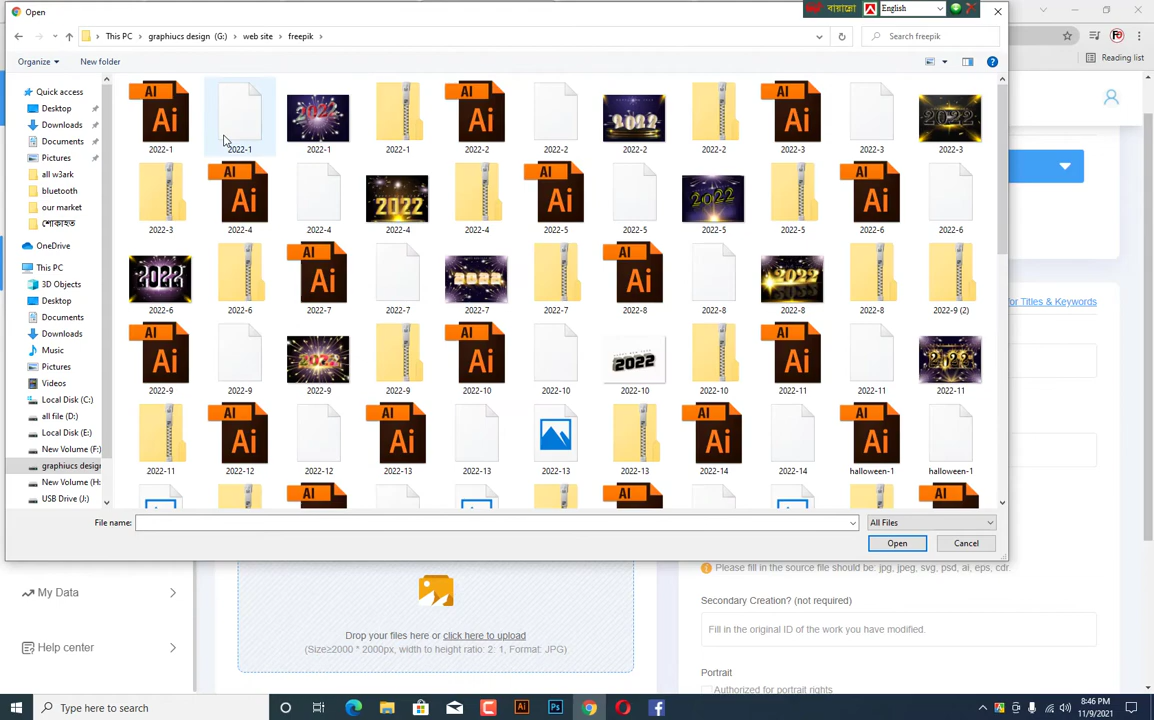 Open
বায়ান্নো
English
This PC
graphiucs design (G:)
web site
freepik
Search freepik
Organize
New folder
Reading list
Quick access
Desktop
Downloads
Documents
Pictures
all w3ark
bluetooth
our market
শোকাহত
OneDrive
This PC
3D Objects
Desktop
Documents
Downloads
Music
Pictures
Videos
Local Disk (C:)
all file (D:)
Local Disk (E:)
New Volume (F:)
graphiucs design
New Volume (H:
USB Drive (J:)
2022-1 2022-1 2022-1 2022-1 2022-2 2022-2 2022-2 2022-2 2022-3 2022-3 2022-3
2022-3 2022-4 2022-4 2022-4 2022-4 2022-5 2022-5 2022-5 2022-5 2022-6 2022-6
2022-6 2022-6 2022-7 2022-7 2022-7 2022-7 2022-8 2022-8 2022-8 2022-8 2022-9 (2)
2022-9 2022-9 2022-9 2022-9 2022-10 2022-10 2022-10 2022-10 2022-11 2022-11 2022-11
2022-11 2022-12 2022-12 2022-13 2022-13 2022-13 2022-13 2022-14 2022-14 halloween-1 halloween-1
File name:
All Files
Open
Cancel
for Titles & Keywords
Please fill in the source file should be: jpg, jpeg, svg, psd, ai, eps, cdr.
Secondary Creation? (not required)
Fill in the original ID of the work you have modified.
Portrait
Authorized for portrait rights
My Data
Help center
Drop your files here or click here to upload
(Size≥2000 * 2000px, width to height ratio: 2: 1, Format: JPG)
Type here to search
8:46 PM
11/9/2021